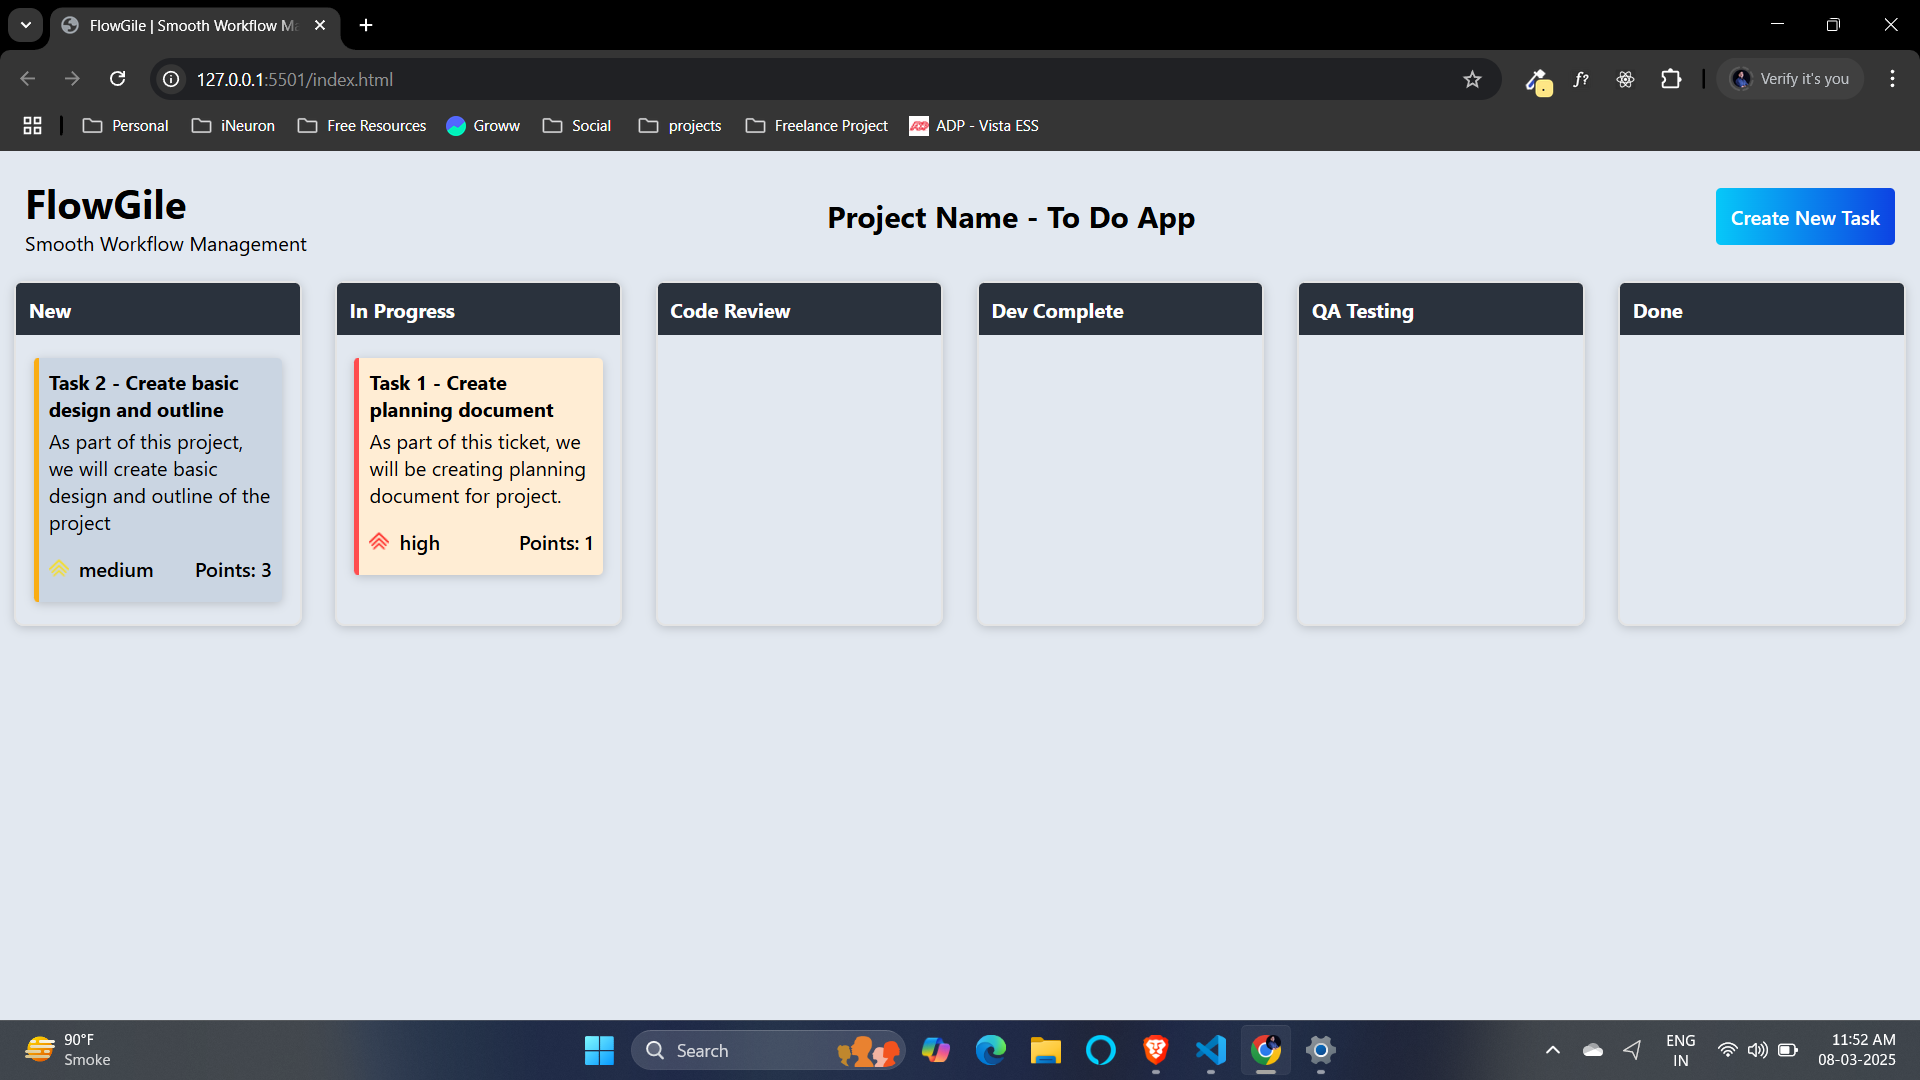 FlowGile | Smooth Workflow Ma
127.0.0.1:5501/index.html
f?
Verify it's you
Personal
iNeuron
Free Resources
Groww
Social
projects
Freelance Project
ADP - Vista ESS
FlowGile
Smooth Workflow Management
Project Name - To Do App
Create New Task
New
In Progress
Code Review
Dev Complete
QA Testing
Done
Task 2 - Create basic
design and outline
As part of this project,
we will create basic
design and outline of the
project
medium
Points: 3
Task 1 - Create
planning document
As part of this ticket, we
will be creating planning
document for project.
high
Points: 1
90°F
Smoke
Search
ENG
IN
11:52 AM
08-03-2025